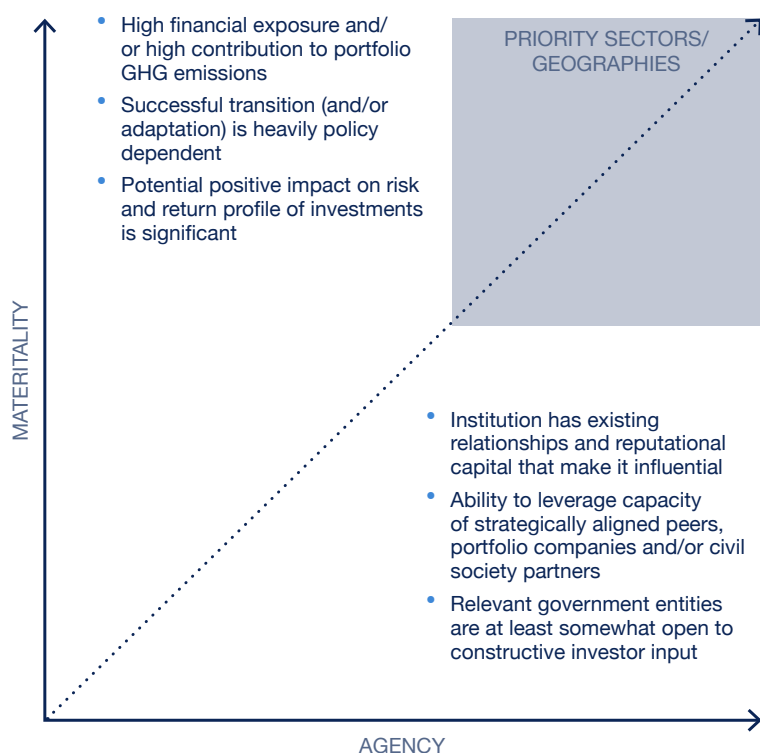 • High financial exposure and/
or high contribution to portfolio
GHG emissions
• Successful transition (and/or
adaptation) is heavily policy
dependent
• Potential positive impact on risk
and return profile of investments
is significant
PRIORITY SECTORS/
GEOGRAPHIES
MATERITALITY
• Institution has existing
relationships and reputational
capital that make it influential
• Ability to leverage capacity
of strategically aligned peers,
portfolio companies and/or civil
society partners
• Relevant government entities
are at least somewhat open to
constructive investor input
AGENCY